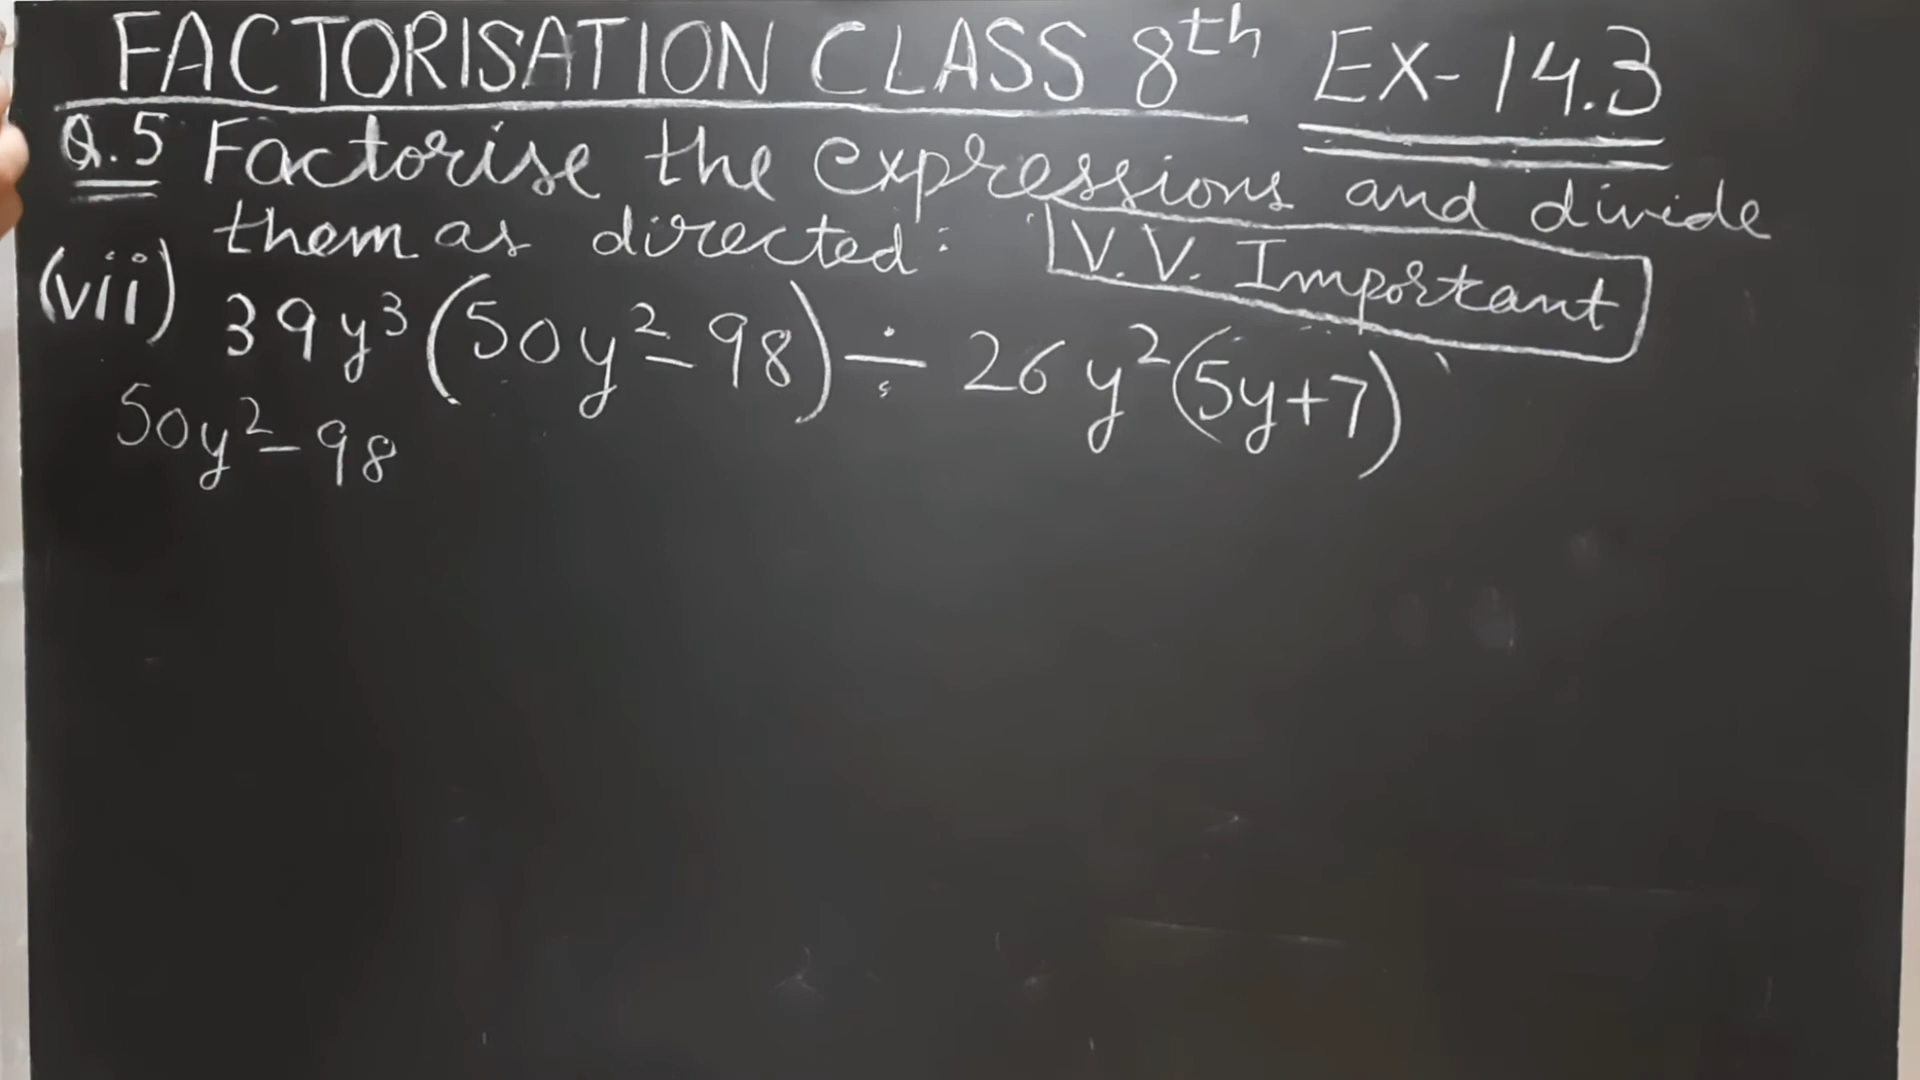 FACTORISATION CLASS 8th EX-14.3
Q.5 Factorise the expressions and divide
them as directed: V.V. Important
(vii) 39y³(50y²-98) ÷ 26y²(5y+7)
50y²-98